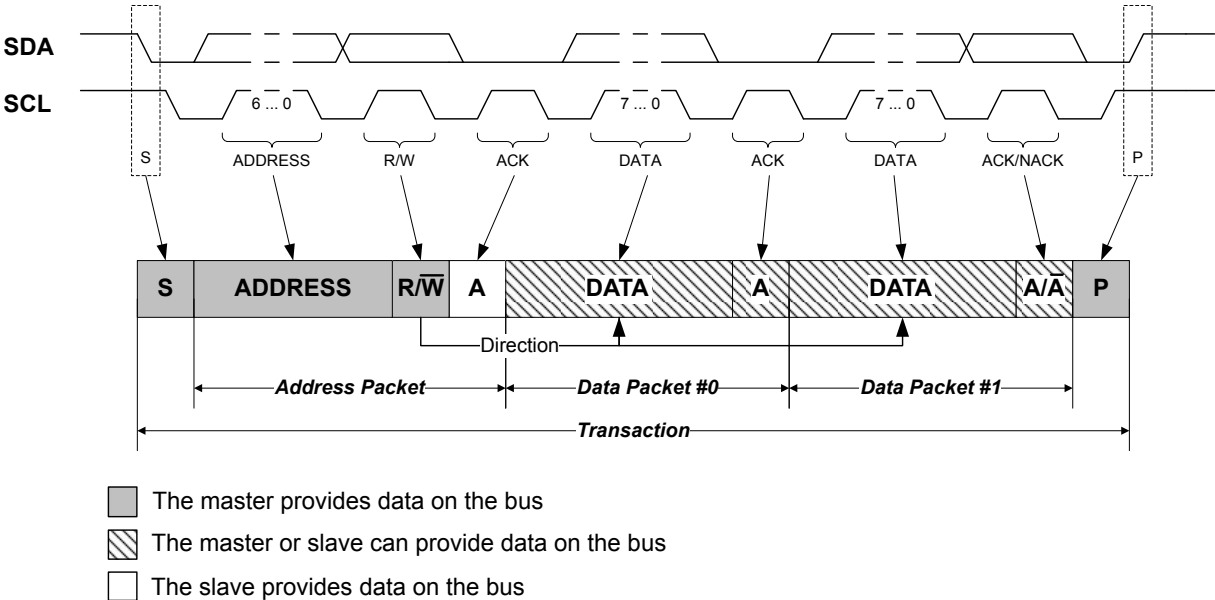 SDA
SCL
6 ... 0 7 ... 0 7 ... 0
S ADDRESS R/W ACK DATA ACK DATA ACK/NACK P
S ADDRESS R/W̅ A DATA A DATA A/A̅ P
Direction
Address Packet Data Packet #0 Data Packet #1
Transaction
The master provides data on the bus
The master or slave can provide data on the bus
The slave provides data on the bus